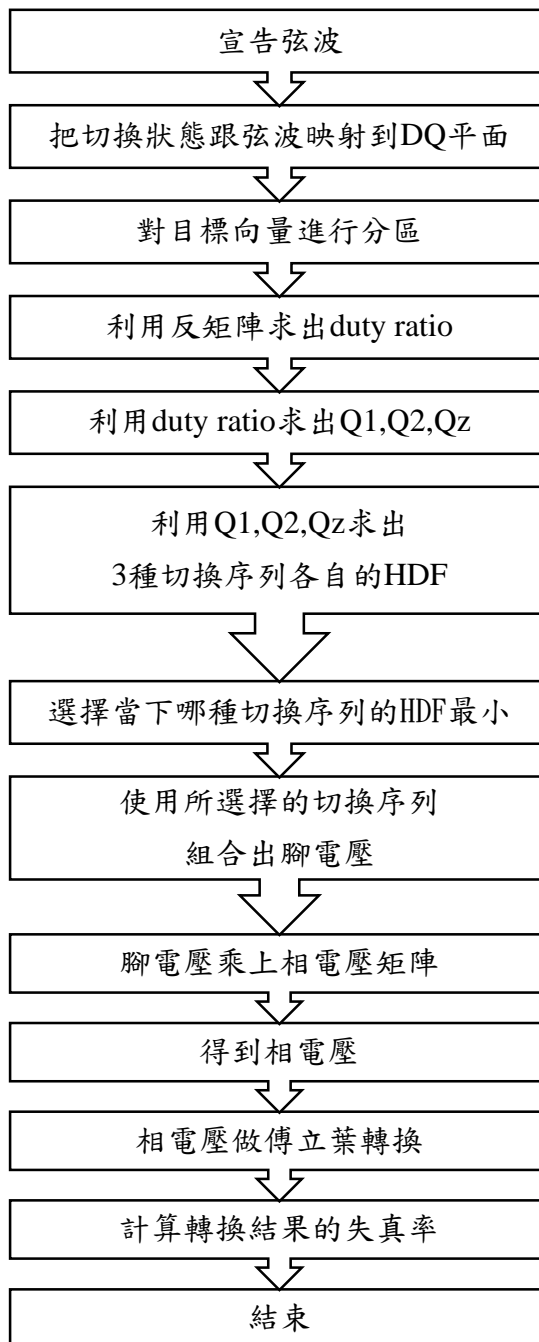 宣告弦波
把切換狀態跟弦波映射到DQ平面
對目標向量進行分區
利用反矩陣求出duty ratio
利用duty ratio求出Q1,Q2,Qz
利用Q1,Q2,Qz求出
3種切換序列各自的HDF
選擇當下哪種切換序列的HDF最小
使用所選擇的切換序列
組合出腳電壓
腳電壓乘上相電壓矩陣
得到相電壓
相電壓做傅立葉轉換
計算轉換結果的失真率
結束